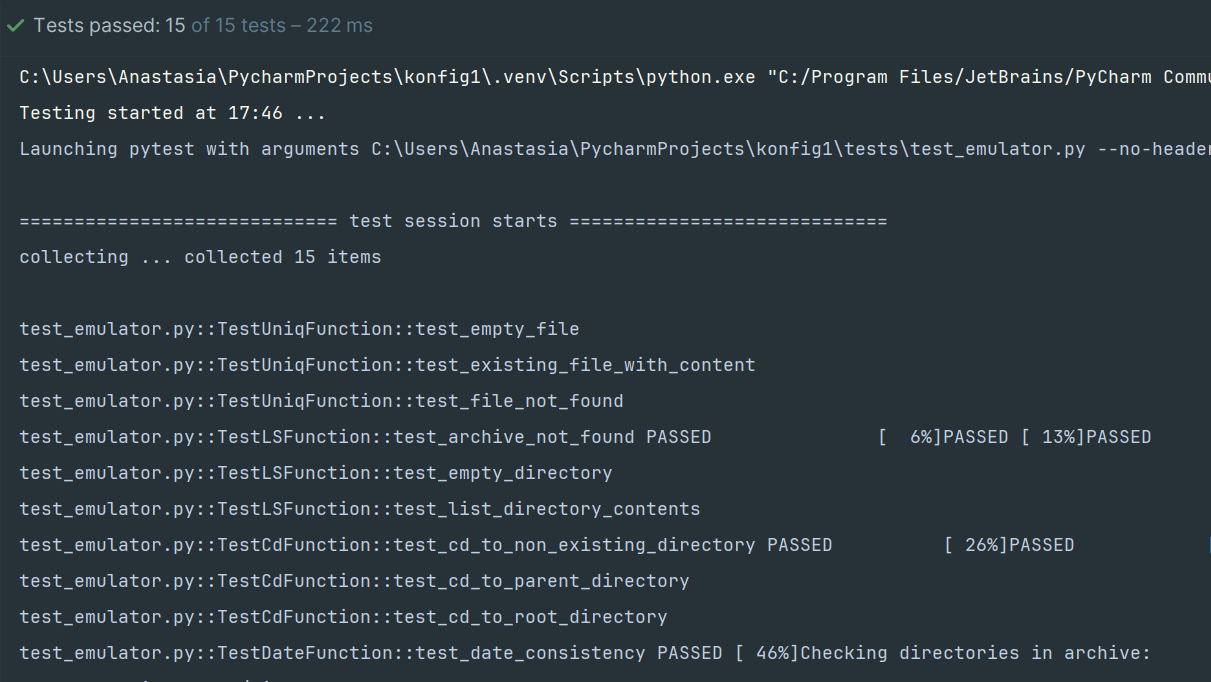 Tests passed: 15 of 15 tests – 222 ms
C:\Users\Anastasia\PycharmProjects\konfig1\.venv\Scripts\python.exe "C:/Program Files/JetBrains/PyCharm
Testing started at 17:46 ...
Launching pytest with arguments C:\Users\Anastasia\PycharmProjects\konfig1\tests\test_emulator.py --no-header
============================= test session starts =============================
collecting ... collected 15 items
test_emulator.py::TestUniqFunction::test_empty_file
test_emulator.py::TestUniqFunction::test_existing_file_with_content
test_emulator.py::TestUniqFunction::test_file_not_found
test_emulator.py::TestLSFunction::test_archive_not_found PASSED [  6%]PASSED [ 13%]PASSED
test_emulator.py::TestLSFunction::test_empty_directory
test_emulator.py::TestLSFunction::test_list_directory_contents
test_emulator.py::TestCdFunction::test_cd_to_non_existing_directory PASSED [ 26%]PASSED
test_emulator.py::TestCdFunction::test_cd_to_parent_directory
test_emulator.py::TestCdFunction::test_cd_to_root_directory
test_emulator.py::TestDateFunction::test_date_consistency PASSED [ 46%]Checking directories in archive: